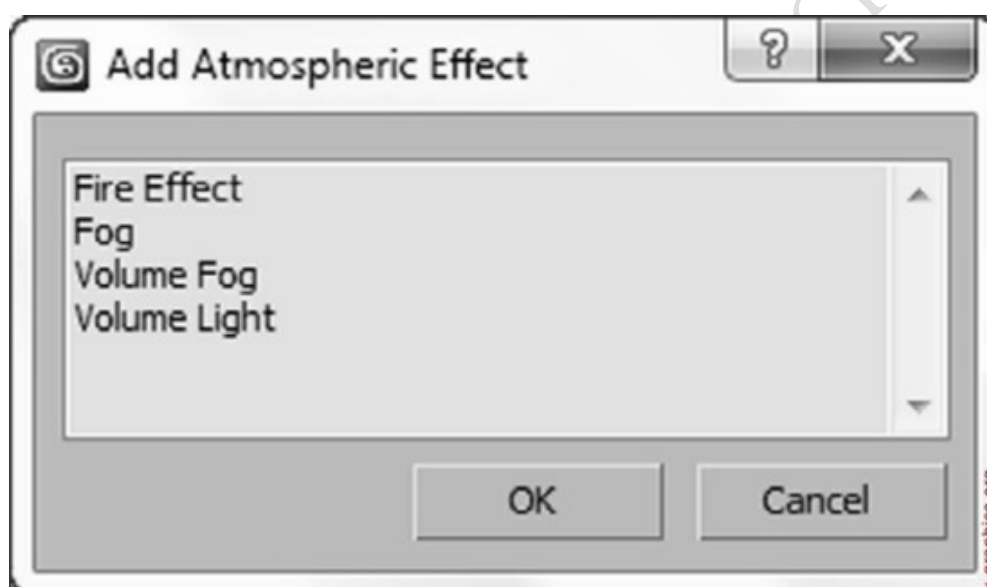 Add Atmospheric Effect
?
X
Fire Effect
Fog
Volume Fog
Volume Light
OK
Cancel